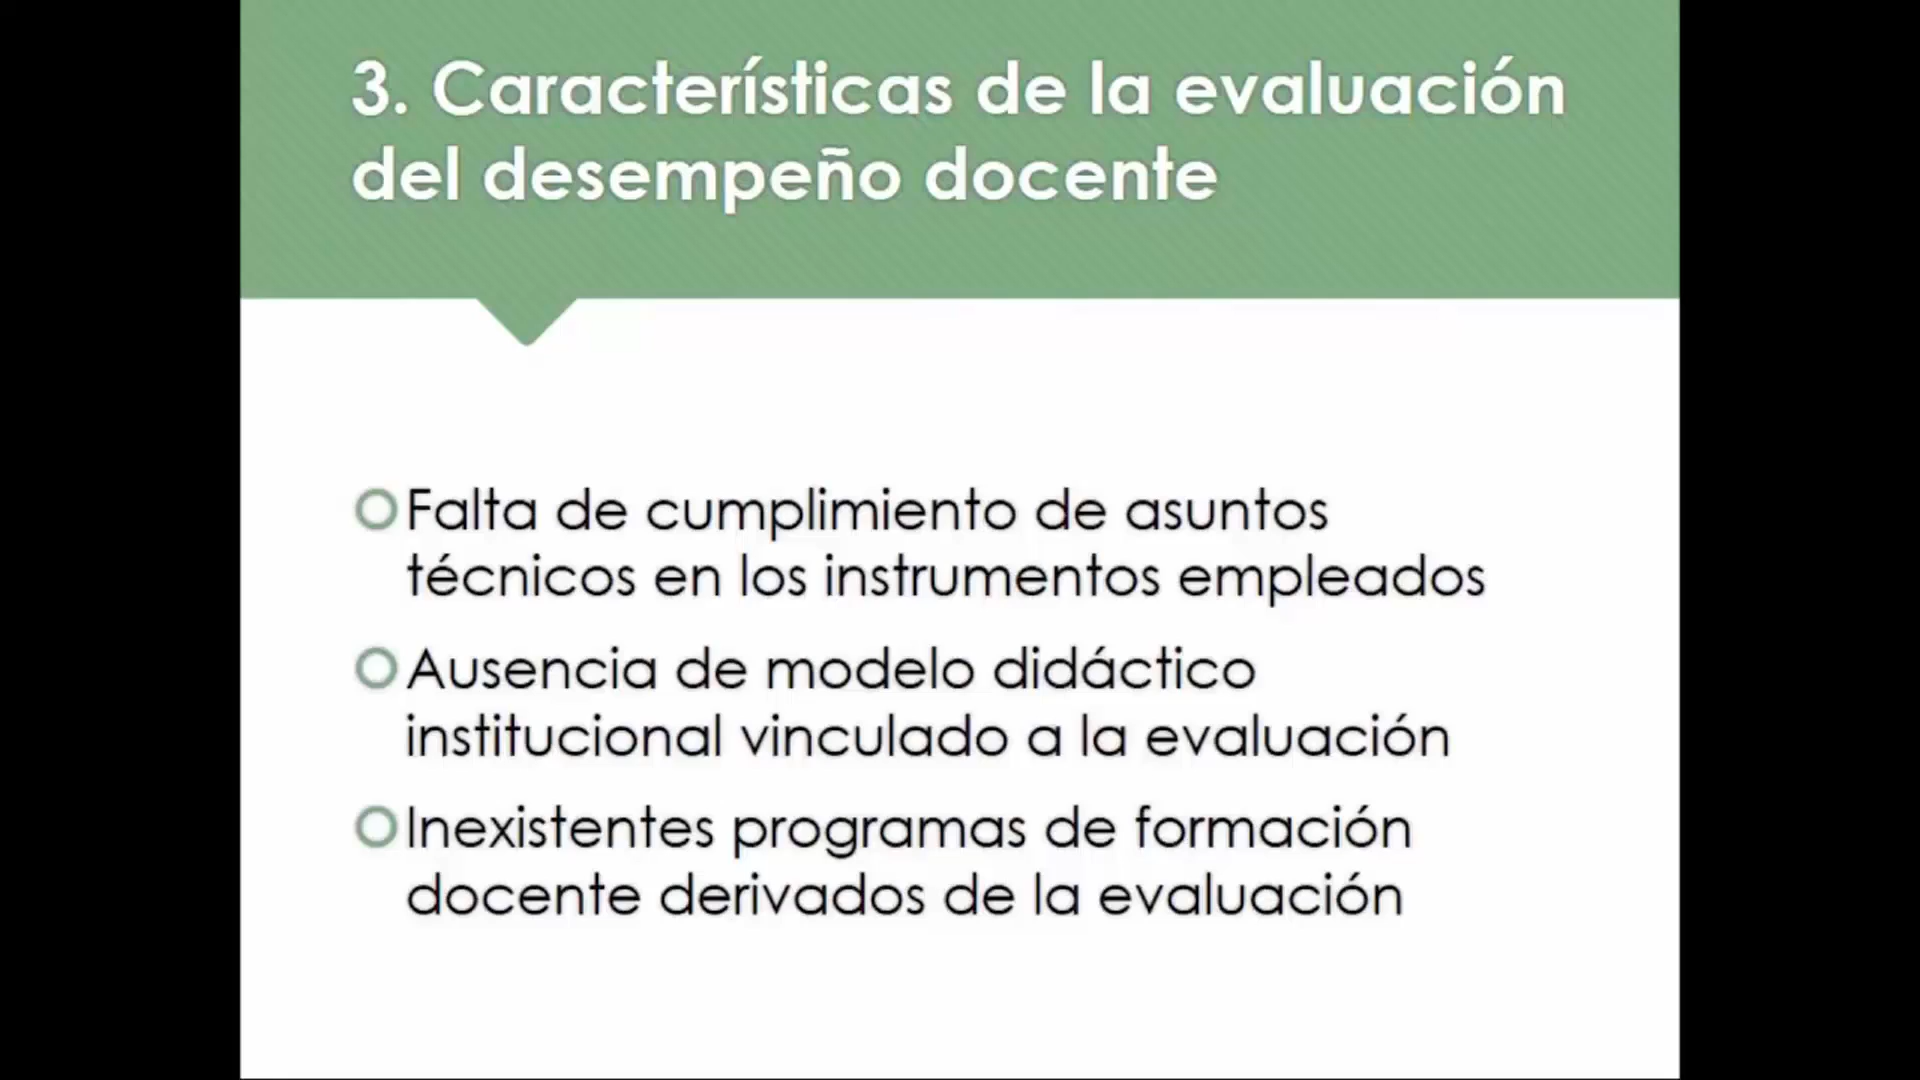 3. Características de la evaluación
del desempeño docente
Falta de cumplimiento de asuntos
técnicos en los instrumentos empleados
Ausencia de modelo didáctico
institucional vinculado a la evaluación
Inexistentes programas de formación
docente derivados de la evaluación